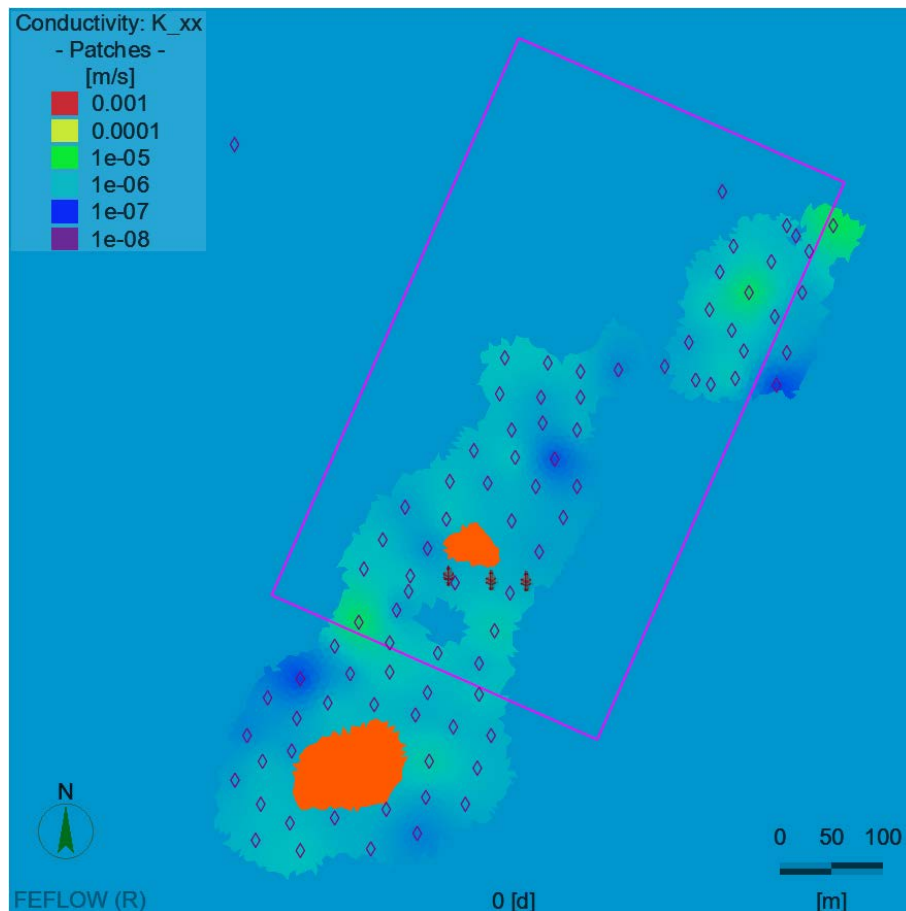 Conductivity: K_xx
- Patches -
[m/s]
0.001
0.0001
1e-05
1e-06
1e-07
1e-08
N
0 50 100
FEFLOW (R)
0 [d]
[m]